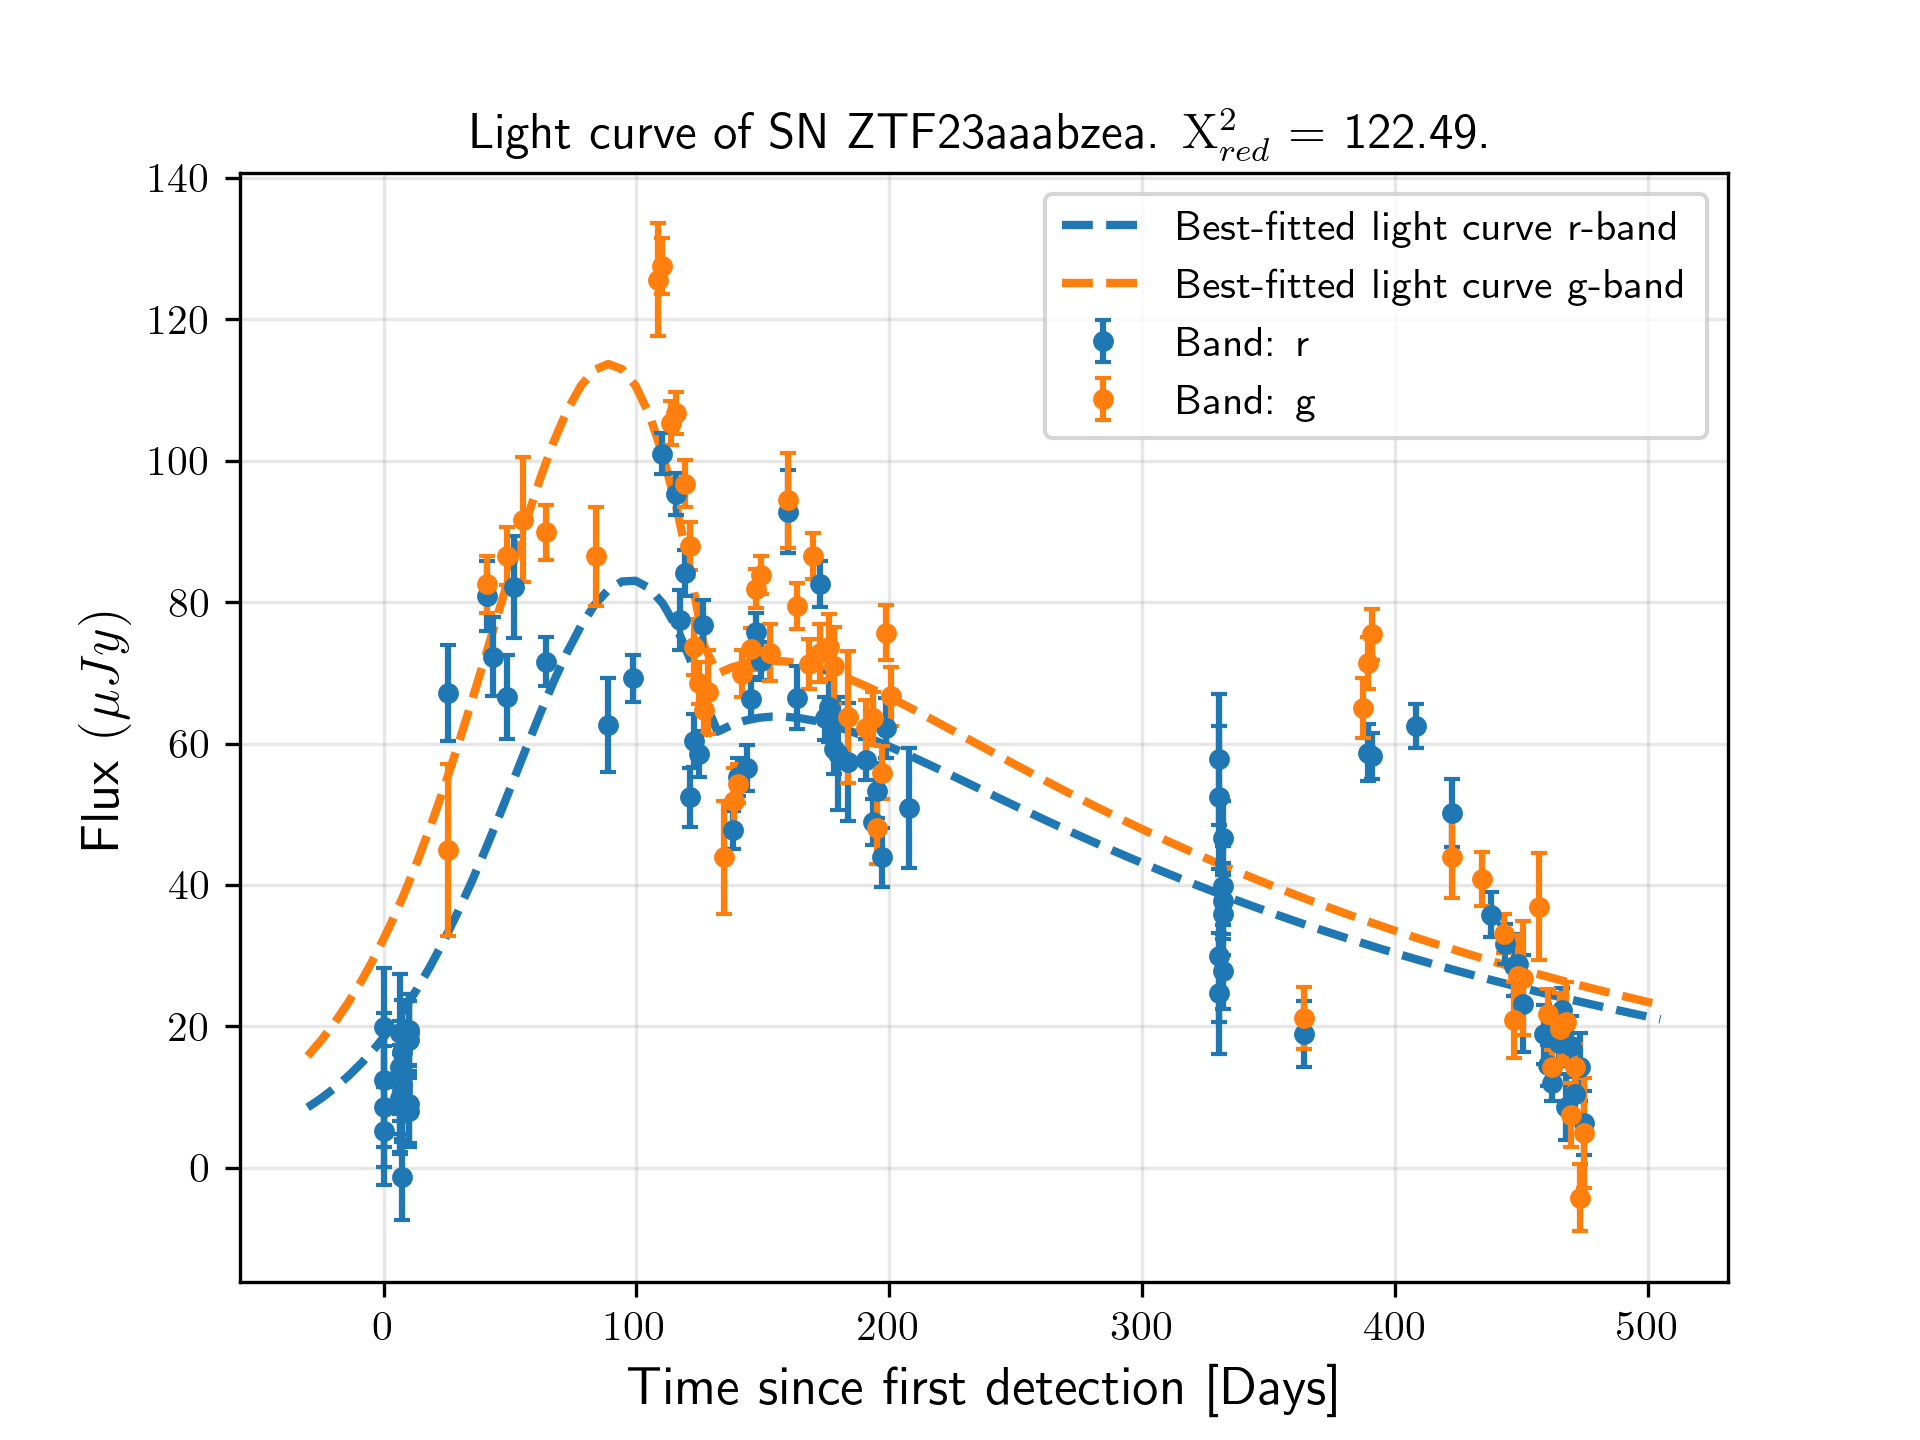 Light curve of SN ZTF23aaabzea. X²_red = 122.49.
140
120
100
80
60
40
20
0
Flux (μJy)
Best-fitted light curve r-band
Best-fitted light curve g-band
Band: r
Band: g
0 100 200 300 400 500
Time since first detection [Days]